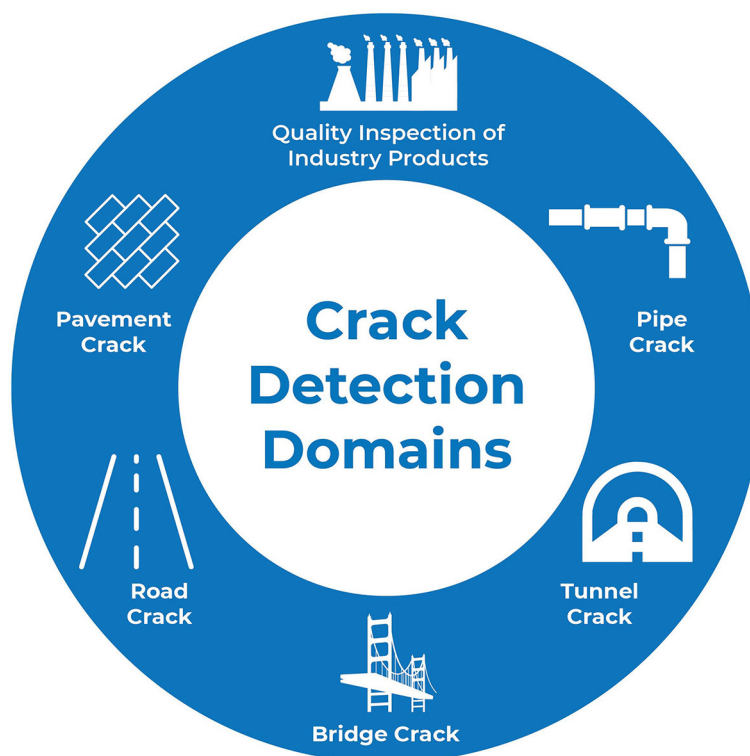 Quality Inspection of
Industry Products
Pavement
Crack
Pipe
Crack
Crack
Detection
Domains
Road
Crack
Tunnel
Crack
Bridge Crack